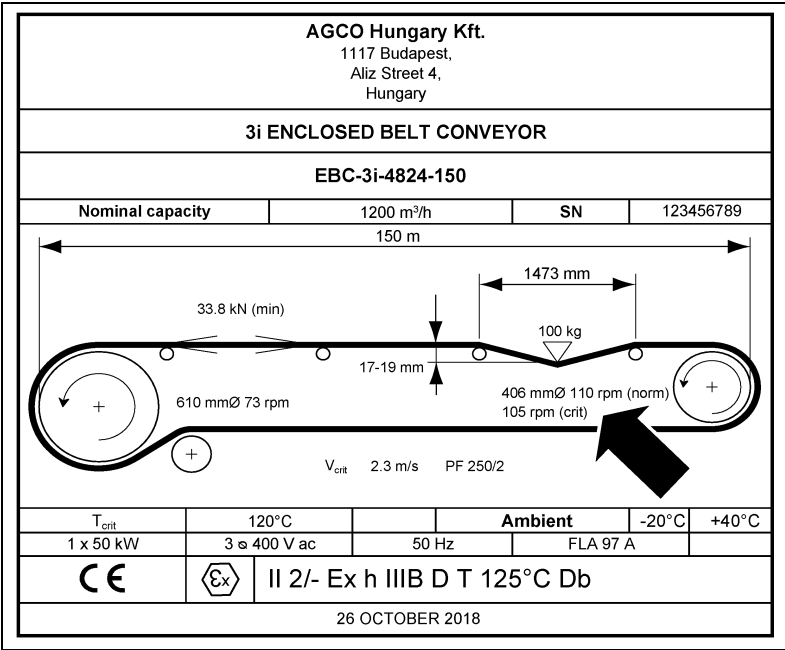 AGCO Hungary Kft.
1117 Budapest,
Aliz Street 4,
Hungary
3i ENCLOSED BELT CONVEYOR
EBC-3i-4824-150
Nominal capacity 1200 m³/h SN 123456789
150 m
1473 mm
33.8 kN (min)
100 kg
17-19 mm
610 mmØ 73 rpm
406 mmØ 110 rpm (norm)
105 rpm (crit)
Vcrit 2.3 m/s PF 250/2
Tcrit 120°C Ambient -20°C +40°C
1 x 50 kW 3 ⦰ 400 V ac 50 Hz FLA 97 A
CE Ex II 2/- Ex h IIIB D T 125°C Db
26 OCTOBER 2018